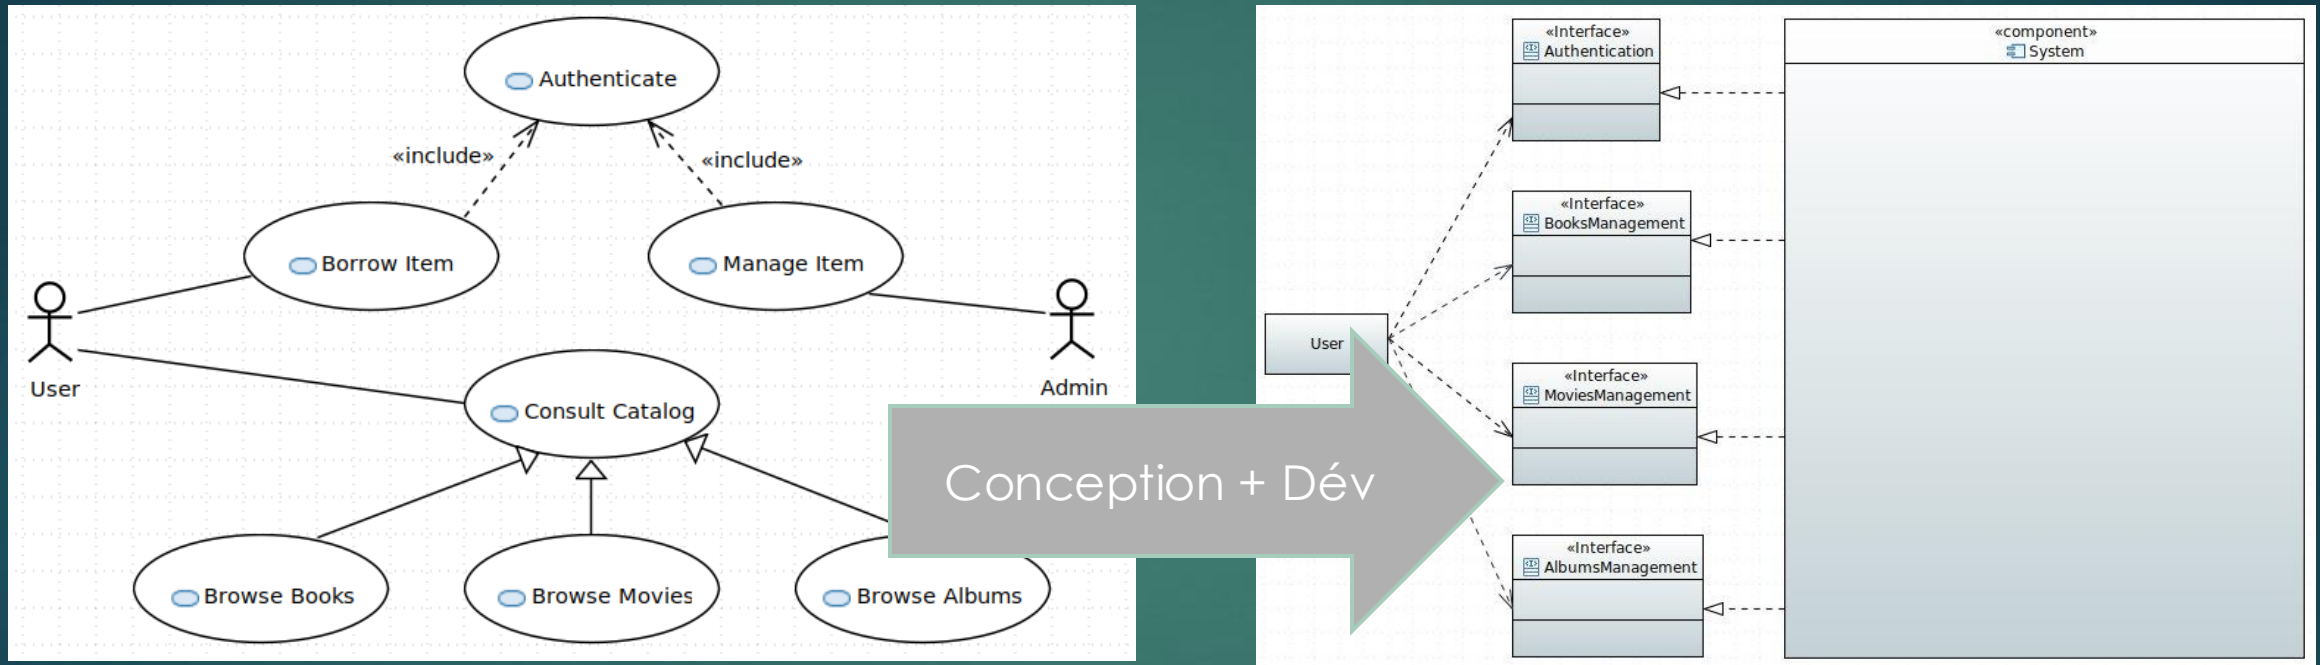 Authenticate
«include»
«include»
Borrow Item
Manage Item
User
Admin
Consult Catalog
Browse Books
Browse Movies
Browse Albums
Conception + Dév
«Interface»
Authentication
«component»
System
«Interface»
BooksManagement
User
«Interface»
MoviesManagement
«Interface»
AlbumsManagement